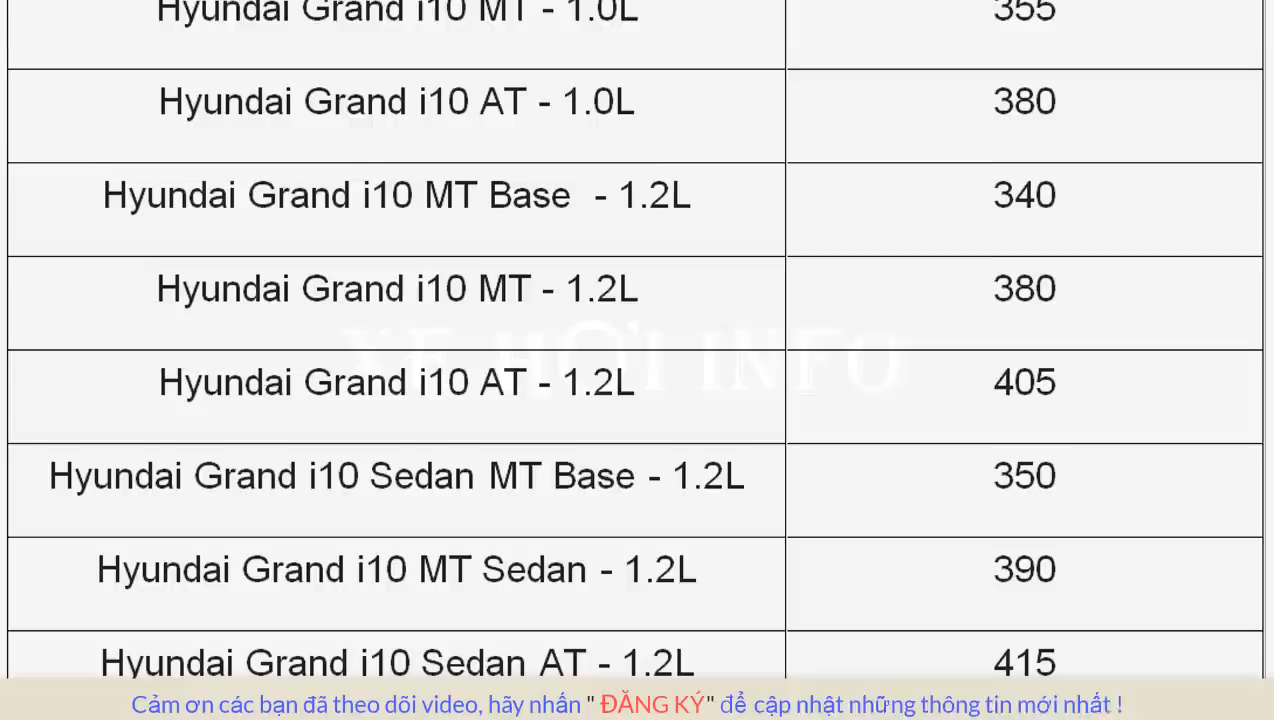 Hyundai Grand i10 MT - 1.0L 355
Hyundai Grand i10 AT - 1.0L 380
Hyundai Grand i10 MT Base - 1.2L 340
Hyundai Grand i10 MT - 1.2L 380
XE HƠI INFO
Hyundai Grand i10 AT - 1.2L 405
Hyundai Grand i10 Sedan MT Base - 1.2L 350
Hyundai Grand i10 MT Sedan - 1.2L 390
Hyundai Grand i10 Sedan AT - 1.2L 415
Cảm ơn các bạn đã theo dõi video, hãy nhấn " ĐĂNG KÝ" để cập nhật những thông tin mới nhất !